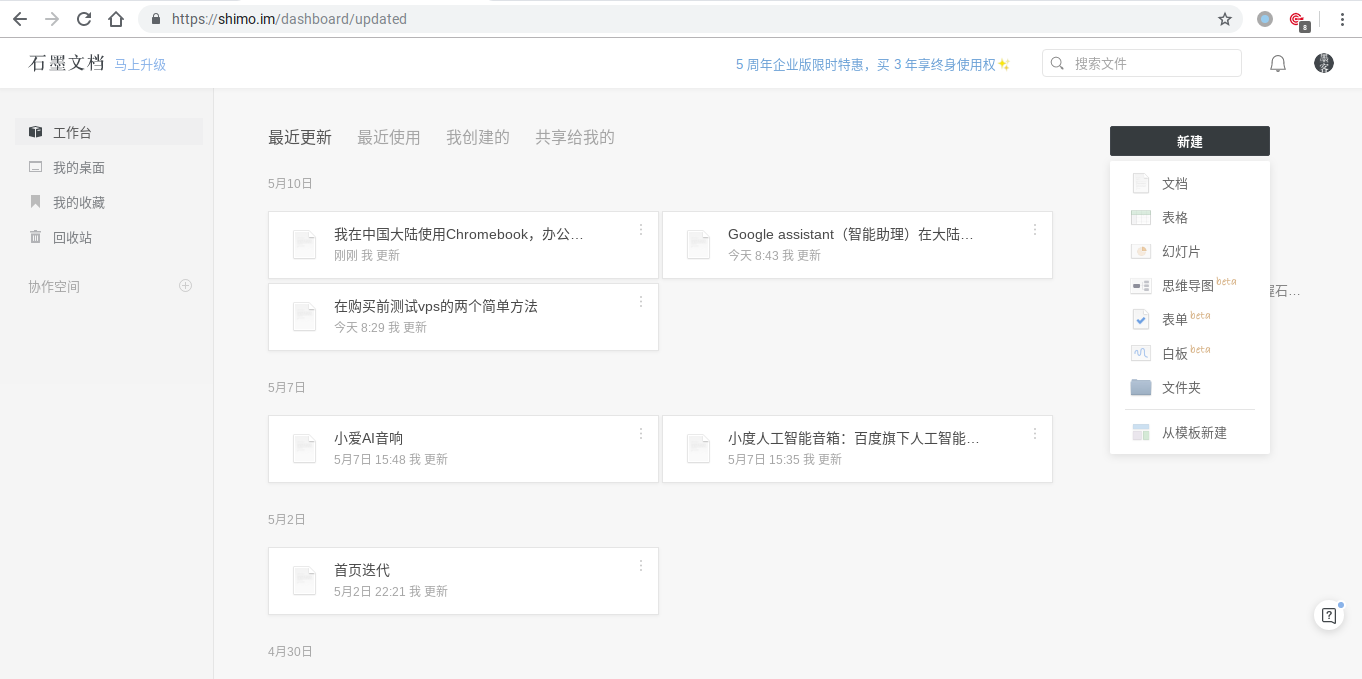 https://shimo.im/dashboard/updated
8
石墨文档 马上升级
5 周年企业版限时特惠，买 3 年享终身使用权✨
搜索文件
墨客
工作台
我的桌面
我的收藏
回收站
协作空间
最近更新 最近使用 我创建的 共享给我的
5月10日
我在中国大陆使用Chromebook，办公…
刚刚 我 更新
Google assistant（智能助理）在大陆…
今天 8:43 我 更新
在购买前测试vps的两个简单方法
今天 8:29 我 更新
5月7日
小爱AI音响
5月7日 15:48 我 更新
小度人工智能音箱：百度旗下人工智能…
5月7日 15:35 我 更新
5月2日
首页迭代
5月2日 22:21 我 更新
4月30日
新建
文档
表格
幻灯片
思维导图 beta
表单 beta
白板 beta
文件夹
从模板新建
石…